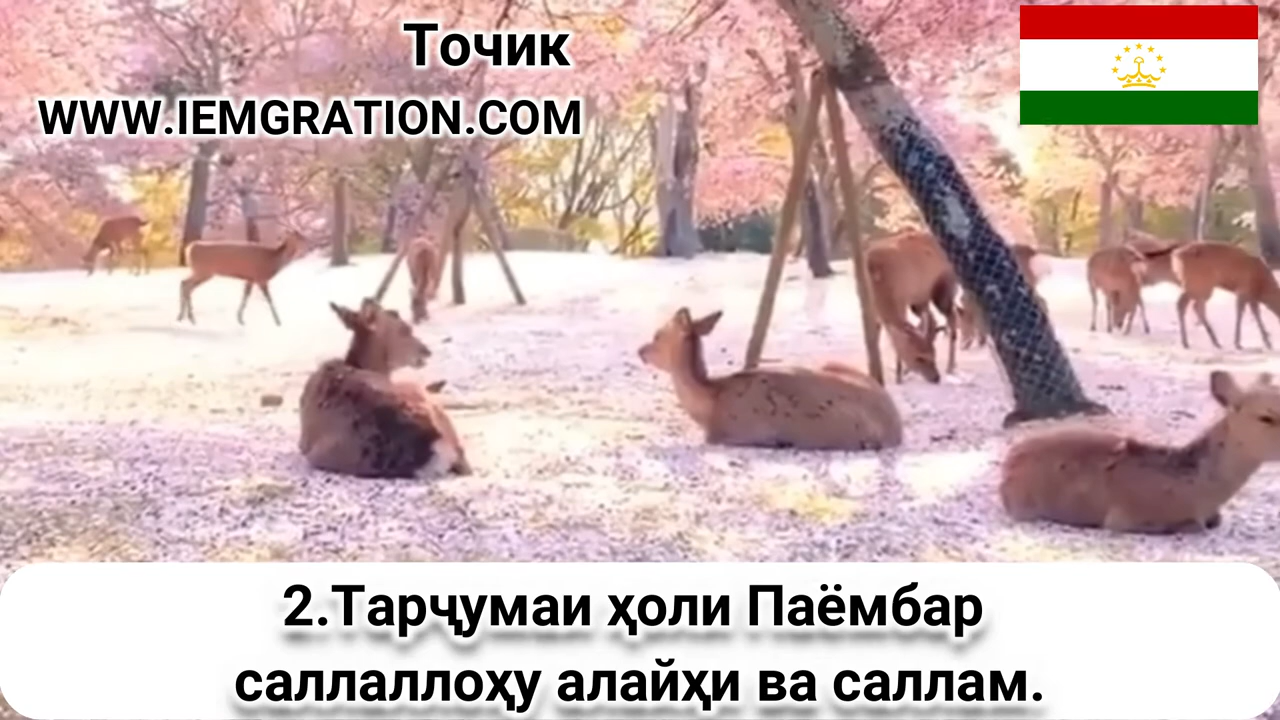 Точик
WWW.IEMGRATION.COM
2.Тарҷумаи ҳоли Паёмбар
саллаллоҳу алайҳи ва саллам.